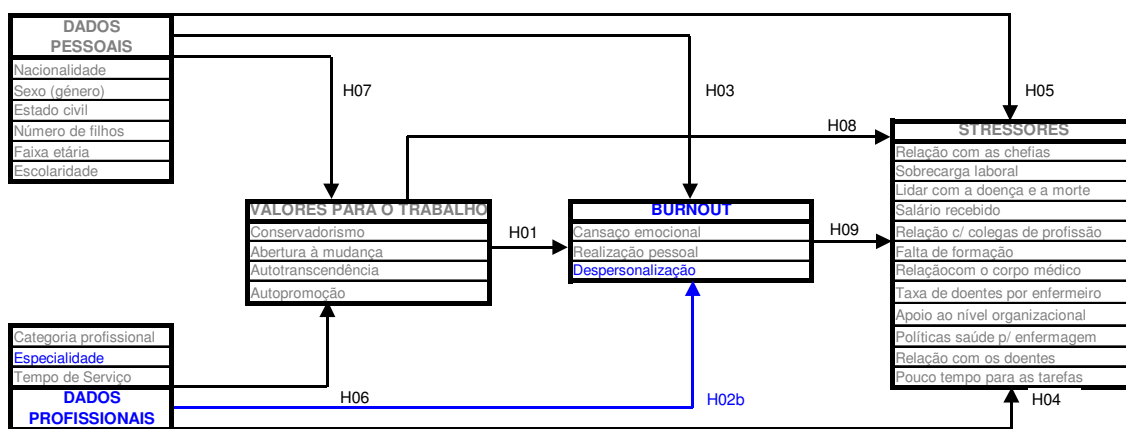 DADOS
PESSOAIS
Nacionalidade
Sexo (género)
Estado civil
Número de filhos
Faixa etária
Escolaridade
H07
H03
H05
H08
STRESSORES
Relação com as chefias
Sobrecarga laboral
Lidar com a doença e a morte
Salário recebido
Relação c/ colegas de profissão
Falta de formação
Relaçãocom o corpo médico
Taxa de doentes por enfermeiro
Apoio ao nível organizacional
Políticas saúde p/ enfermagem
Relação com os doentes
Pouco tempo para as tarefas
VALORES PARA O TRABALHO
Conservadorismo
Abertura à mudança
Autotranscendência
Autopromoção
H01
BURNOUT
Cansaço emocional
Realização pessoal
Despersonalização
H09
Categoria profissional
Especialidade
Tempo de Serviço
DADOS
PROFISSIONAIS
H06
H02b
H04